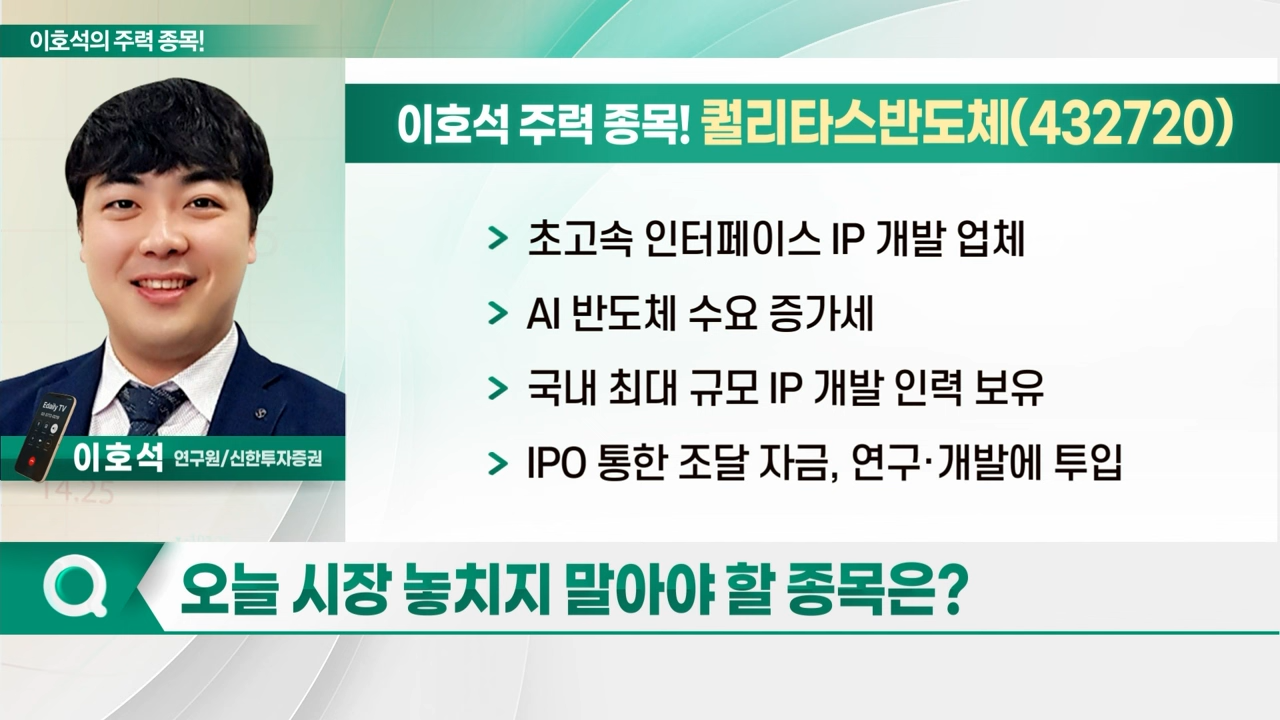 이호석의 주력 종목!
이호석 주력 종목! 퀄리타스반도체(432720)
> 초고속 인터페이스 IP 개발 업체
> AI 반도체 수요 증가세
> 국내 최대 규모 IP 개발 인력 보유
> IPO 통한 조달 자금, 연구·개발에 투입
Edaily TV
이호석 연구원/신한투자증권
14.25
오늘 시장 놓치지 말아야 할 종목은?